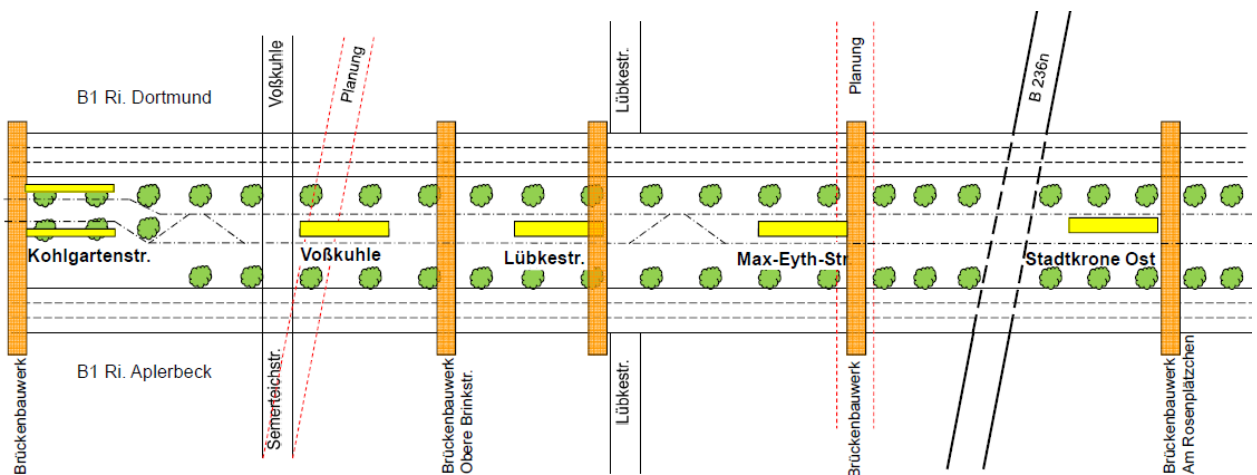 Voßkuhle
Planung
Lübkestr.
Planung
B 236n
B1 Ri. Dortmund
Kohlgartenstr.
Voßkuhle
Lübkestr.
Max-Eyth-Str
Stadtkrone Ost
B1 Ri. Aplerbeck
Brückenbauwerk
Semerteichstr.
Brückenbauwerk
Obere Brinkstr.
Lübkestr.
Brückenbauwerk
Brückenbauwerk
Am Rosenplätzchen